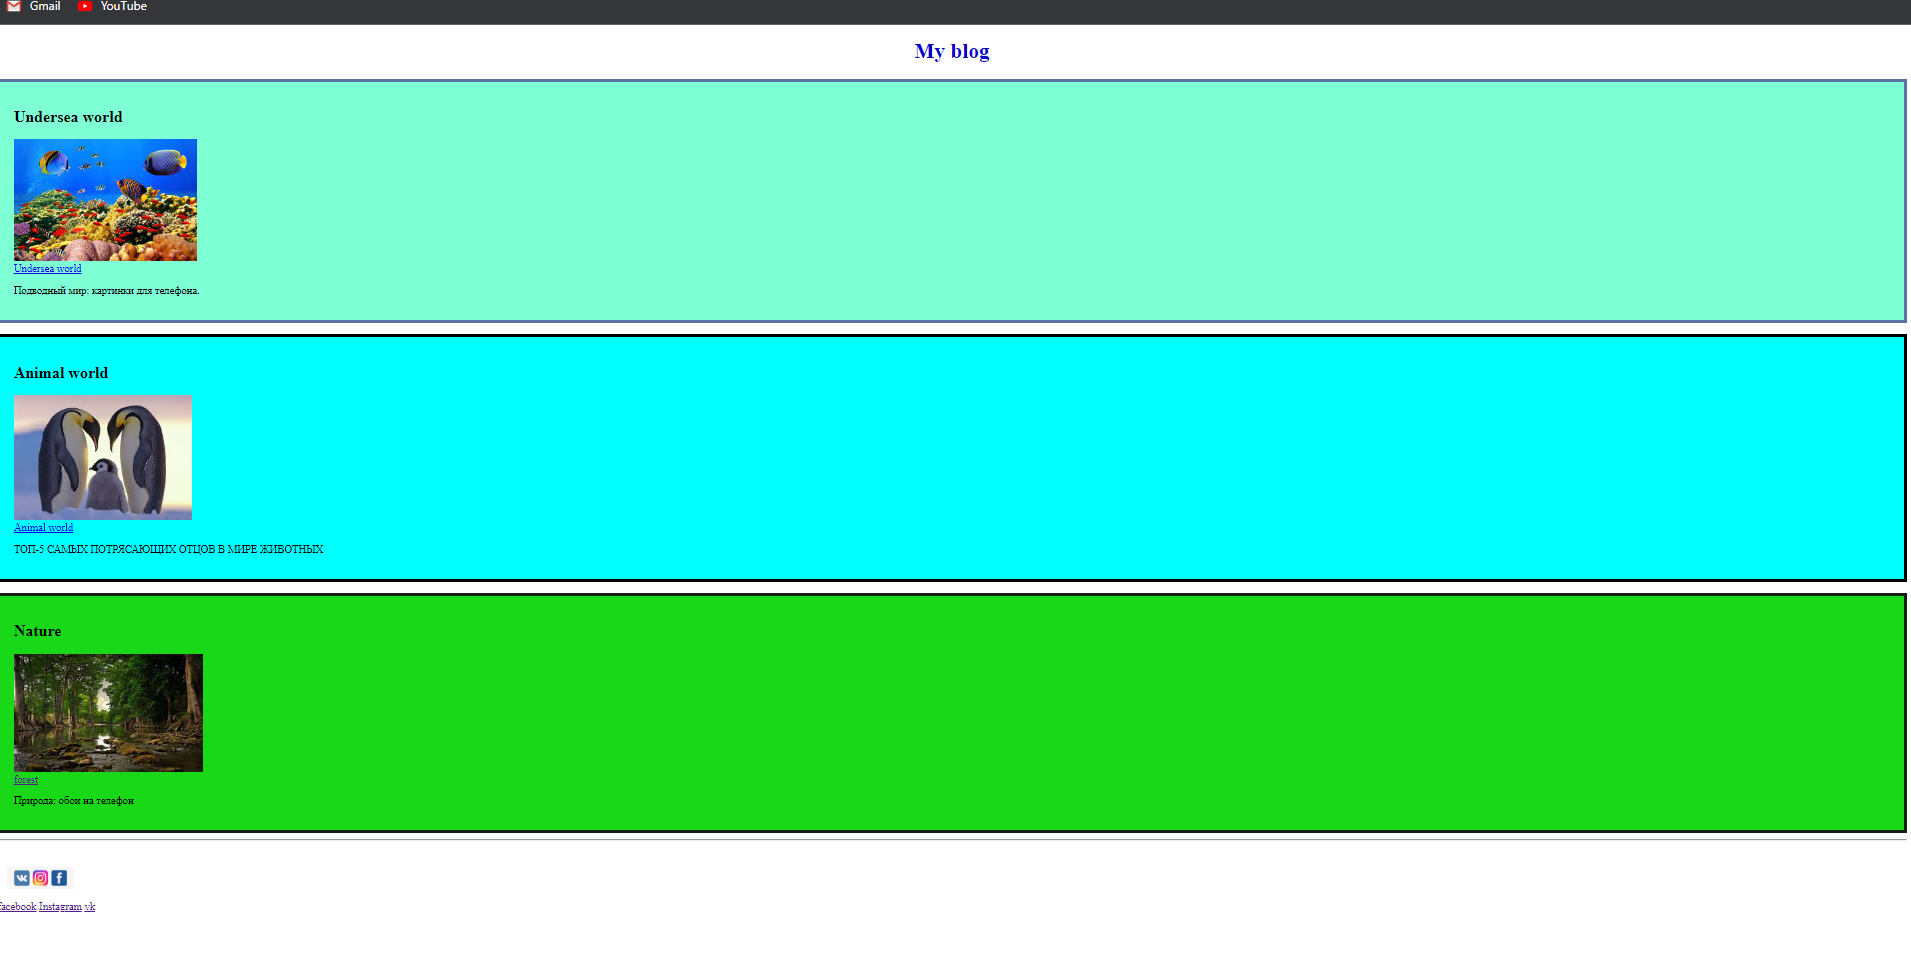 Gmail YouTube
My blog
Undersea world
Undersea world
Подводный мир: картинки для телефона.
Animal world
Animal world
ТОП-5 САМЫХ ПОТРЯСАЮЩИХ ОТЦОВ В МИРЕ ЖИВОТНЫХ
Nature
forest
Природа: обои на телефон
facebook Instagram vk